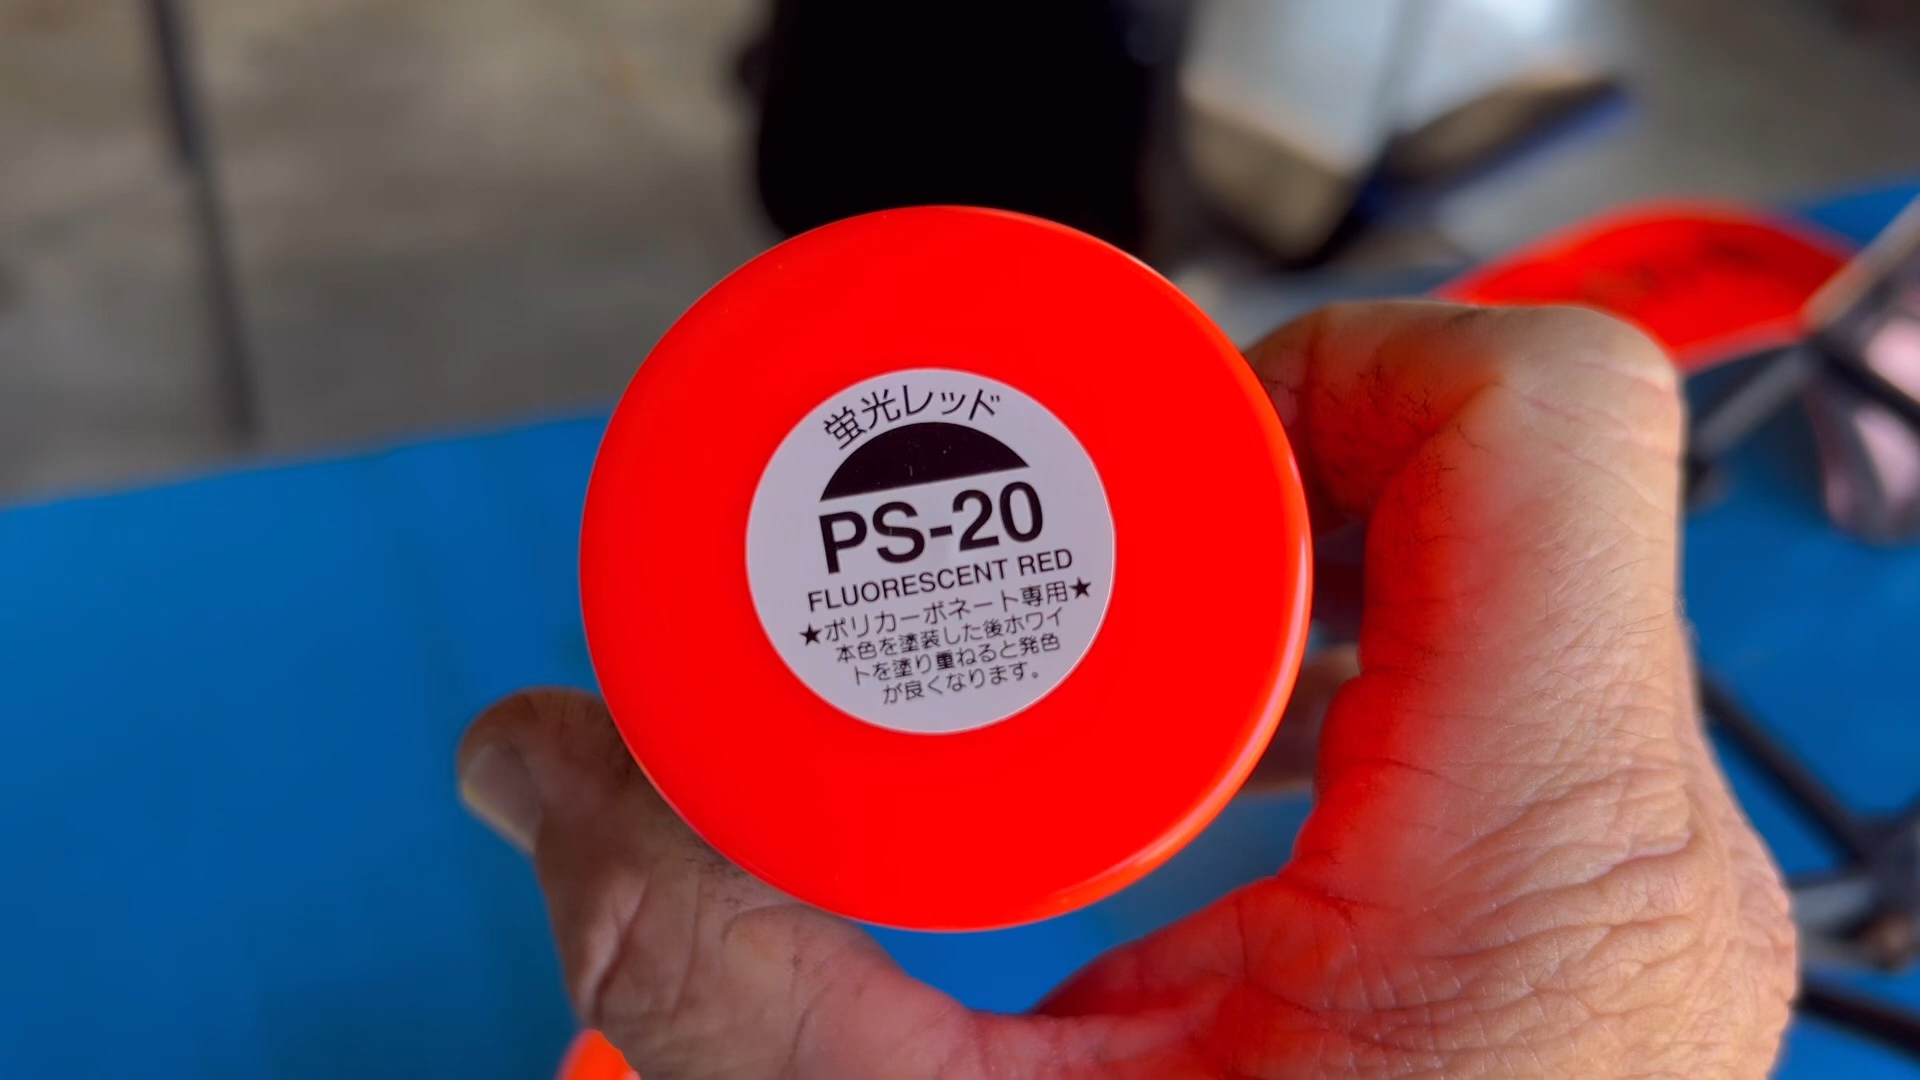 蛍光レッド
PS-20
FLUORESCENT RED
★ポリカーボネート専用★
本色を塗装した後ホワイ
トを塗り重ねると発色
が良くなります。